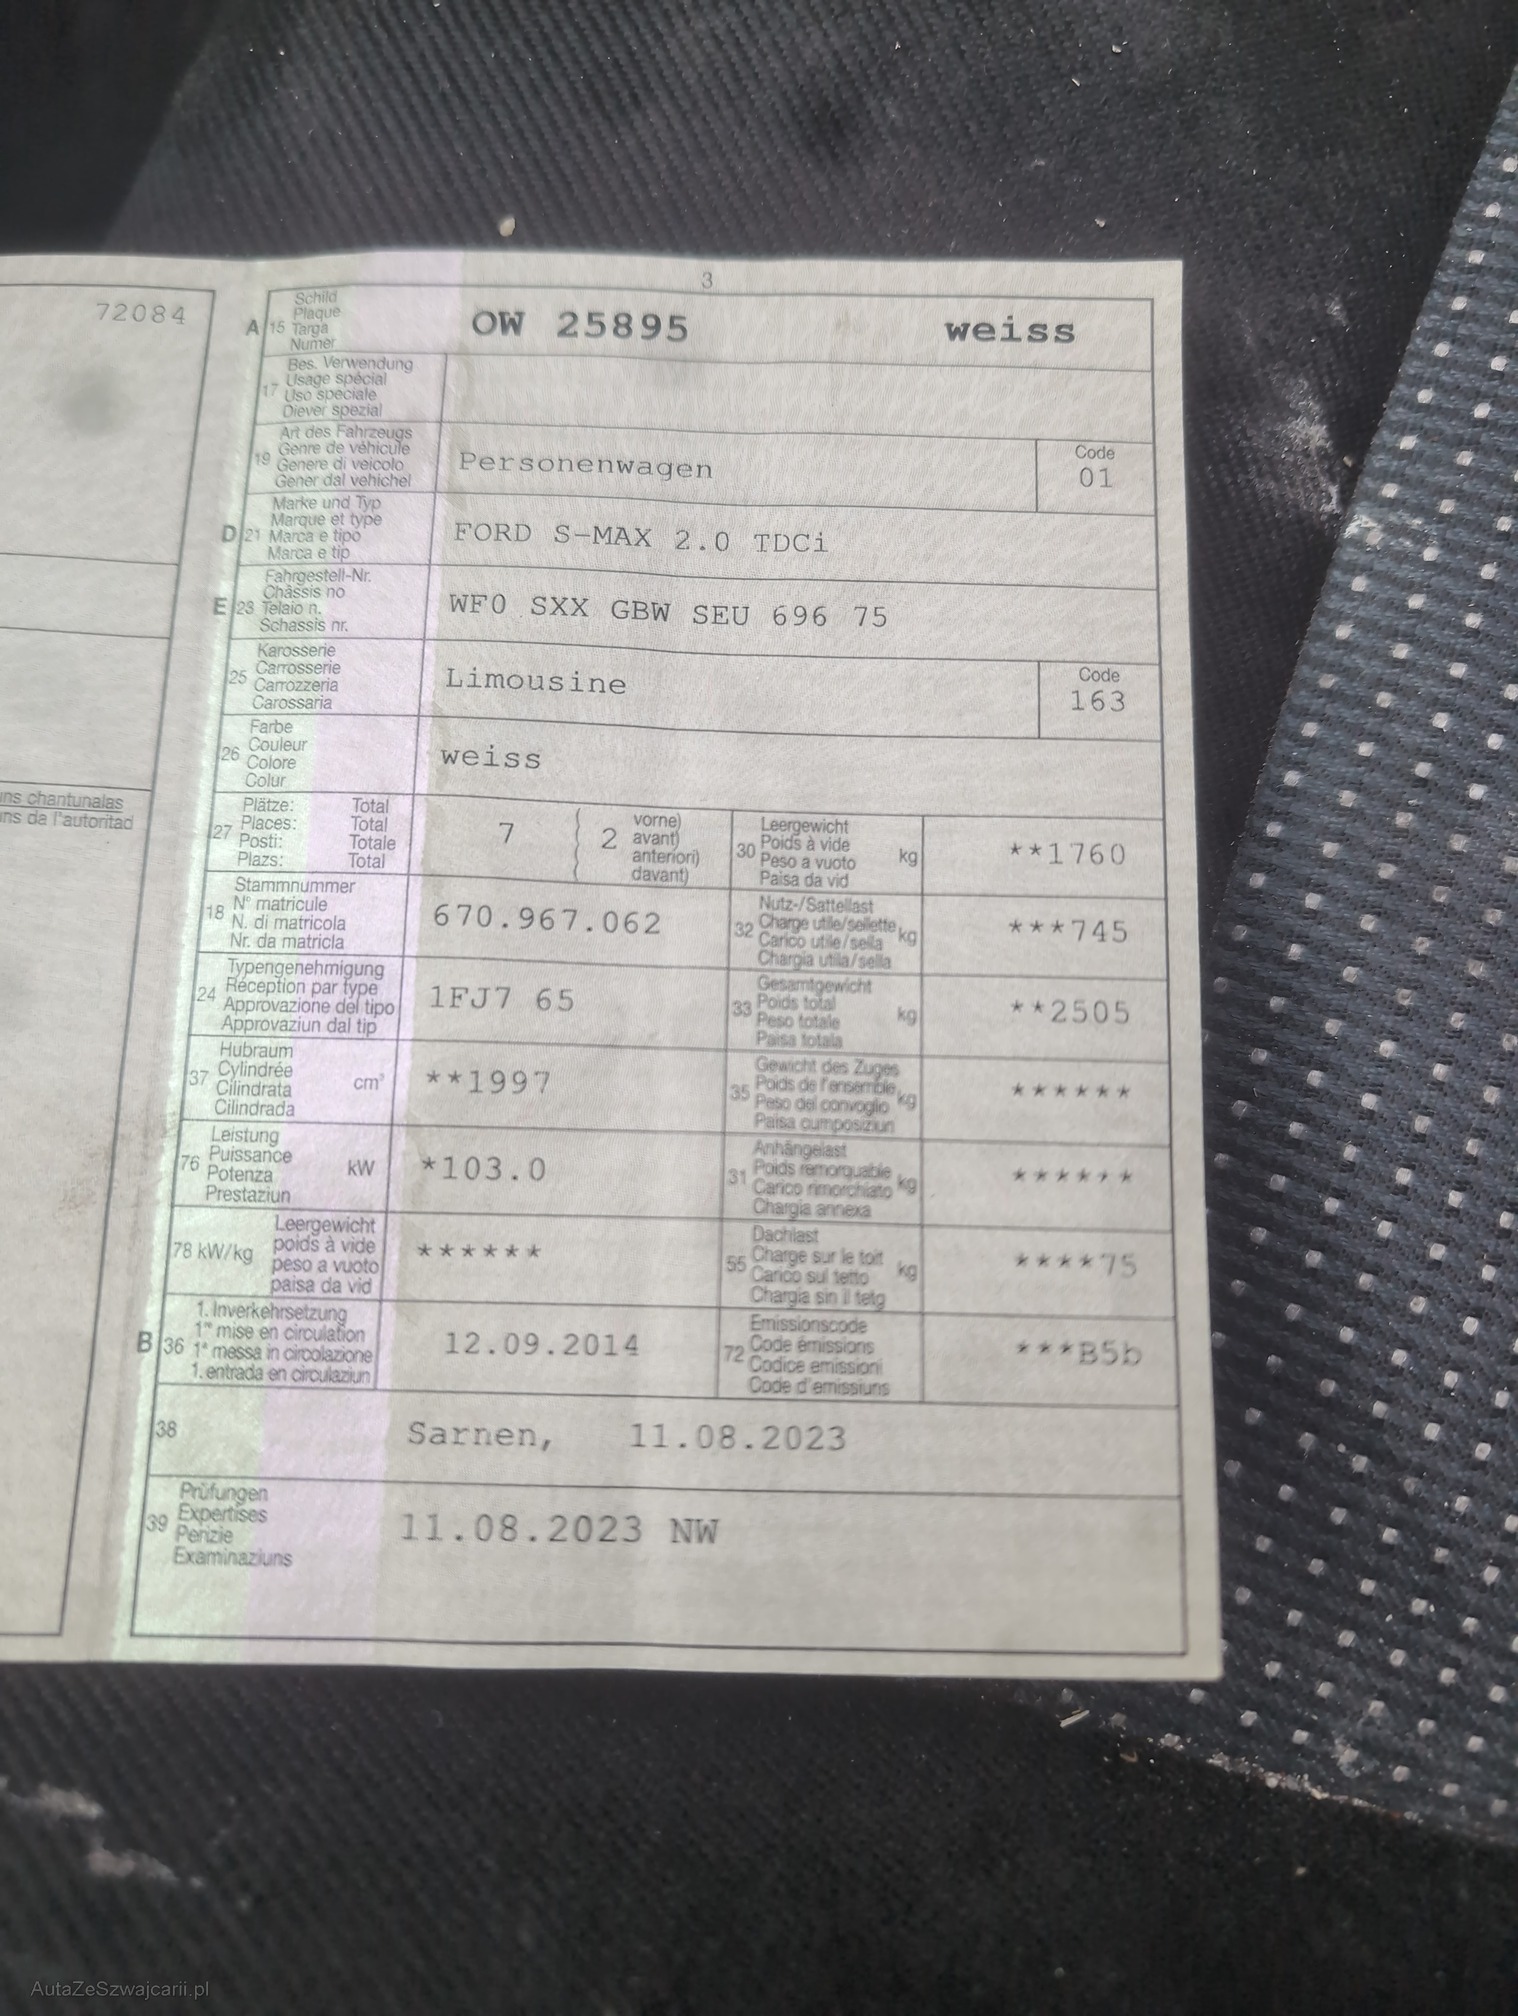 3
72084
A 15 Schild
Plaque
Targa
Numer
OW 25895 weiss
17 Bes. Verwendung
Usage spécial
Uso speciale
Diever spezial
19 Art des Fahrzeugs
Genre de véhicule
Genere di veicolo
Gener dal vehichel
Personenwagen
Code
01
D 21 Marke und Typ
Marque et type
Marca e tipo
Marca e tip
FORD S-MAX 2.0 TDCi
E 23 Fahrgestell-Nr.
Châssis no
Telaio n.
Schassis nr.
WF0 SXX GBW SEU 696 75
25 Karosserie
Carrosserie
Carrozzeria
Carossaria
Limousine
Code
163
26 Farbe
Couleur
Colore
Colur
weiss
ns chantunalas
ns da l'autoritad
27 Plätze: Total
Places: Total
Posti: Totale
Plazs: Total
7 2 vorne)
avant)
anteriori)
davant)
30 Leergewicht
Poids à vide
Peso a vuoto
Paisa da vid
kg
**1760
18 Stammnummer
N° matricule
N. di matricola
Nr. da matricla
670.967.062
32 Nutz-/Sattellast
Charge utile/sellette
Carico utile/sella
Chargia utila/sella
kg
***745
24 Typengenehmigung
Réception par type
Approvazione del tipo
Approvaziun dal tip
1FJ7 65
33 Gesamtgewicht
Poids total
Peso totale
Paisa totala
kg
**2505
37 Hubraum
Cylindrée
Cilindrata
Cilindrada
cm³
**1997
35 Gewicht des Zuges
Poids de l'ensemble
Peso del convoglio
Paisa cumposiziun
kg
******
76 Leistung
Puissance
Potenza
Prestaziun
kW
*103.0
31 Anhängelast
Poids remorquable
Carico rimorchiato
Chargia annexa
kg
******
78 kW/kg Leergewicht
poids à vide
peso a vuoto
paisa da vid
******
55 Dachlast
Charge sur le toit
Carico sul tetto
Chargia sin il tetg
kg
****75
B 36 1. Inverkehrsetzung
1re mise en circulation
1a messa in circolazione
1. entrada en circulaziun
12.09.2014
72 Emissionscode
Code émissions
Codice emissioni
Code d'emissiuns
***B5b
38 Sarnen, 11.08.2023
39 Prüfungen
Expertises
Perizie
Examinaziuns
11.08.2023 NW
AutaZeSzwajcarii.pl